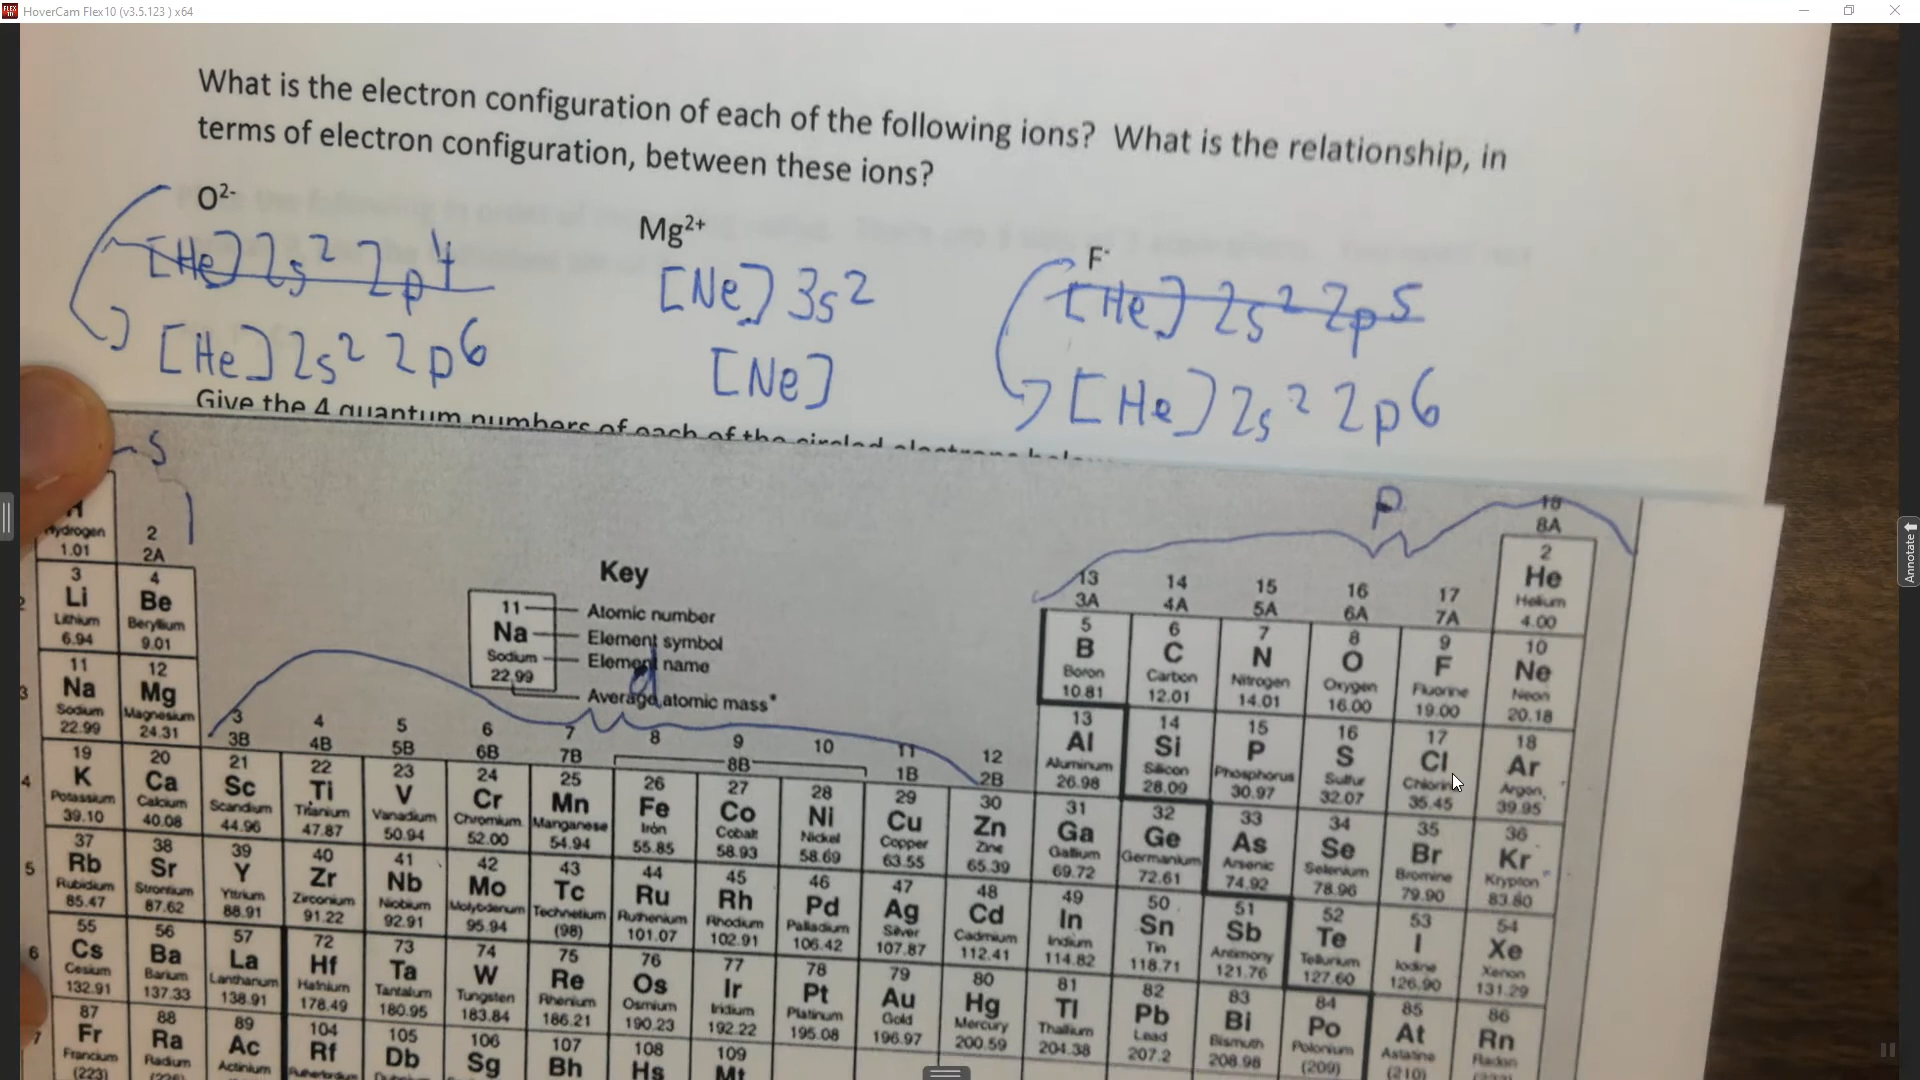 HoverCam Flex10 (v3.5.123 ) x64
What is the electron configuration of each of the following ions? What is the relationship, in
terms of electron configuration, between these ions?
O²⁻
Mg²⁺
F⁻
[He] 2s² 2p⁴
[Ne] 3s²
[He] 2s² 2p⁵
[He] 2s² 2p⁶
[Ne]
[He] 2s² 2p⁶
Give the 4 quantum numbers of each of the circled electrons
s
p
d
Annotate
Key
11 Atomic number
Na Element symbol
Sodium Element name
22.99 Average atomic mass*
18
8A
2
2A
13 14 15 16 17
3A 4A 5A 6A 7A
H
Hydrogen
1.01
2
He
Helium
4.00
3 4 5 6 7 8 9 10
Li Be B C N O F Ne
Lithium Beryllium Boron Carbon Nitrogen Oxygen Fluorine Neon
6.94 9.01 10.81 12.01 14.01 16.00 19.00 20.18
3
11 12 13 14 15 16 17 18
Na Mg Al Si P S Cl Ar
Sodium Magnesium Aluminum Silicon Phosphorus Sulfur Argon
22.99 24.31 26.98 28.09 30.97 32.07 35.45 39.95
3 4 5 6 7 8 9 10 11 12
3B 4B 5B 6B 7B 8B 1B 2B
4
19 20 21 22 23 24 25 26 27 28 29 30 31 32 33 34 35 36
K Ca Sc Ti V Cr Mn Fe Co Ni Cu Zn Ga Ge As Se Br Kr
Potassium Calcium Scandium Titanium Vanadium Chromium Manganese Iron Cobalt Nickel Copper Zinc Gallium Germanium Arsenic Selenium Bromine Krypton
39.10 40.08 44.96 47.87 50.94 52.00 54.94 55.85 58.93 58.69 63.55 65.39 69.72 72.61 74.92 78.96 79.90 83.80
5
37 38 39 40 41 42 43 44 45 46 47 48 49 50 51 52 53 54
Rb Sr Y Zr Nb Mo Tc Ru Rh Pd Ag Cd In Sn Sb Te I Xe
Rubidium Strontium Yttrium Zirconium Niobium Molybdenum Technetium Ruthenium Rhodium Palladium Silver Cadmium Indium Tin Antimony Tellurium Iodine Xenon
85.47 87.62 88.91 91.22 92.91 95.94 (98) 101.07 102.91 106.42 107.87 112.41 114.82 118.71 121.76 127.60 126.90 131.29
6
55 56 57 72 73 74 75 76 77 78 79 80 81 82 83 84 85 86
Cs Ba La Hf Ta W Re Os Ir Pt Au Hg Tl Pb Bi Po At Rn
Cesium Barium Lanthanum Hafnium Tantalum Tungsten Rhenium Osmium Iridium Platinum Gold Mercury Thallium Lead Bismuth Polonium Astatine Radon
132.91 137.33 138.91 178.49 180.95 183.84 186.21 190.23 192.22 195.08 196.97 200.59 204.38 207.2 208.98 (209) (210)
7
87 88 89 104 105 106 107 108 109
Fr Ra Ac Rf Db Sg Bh Hs Mt
Francium Radium Actinium
(223)